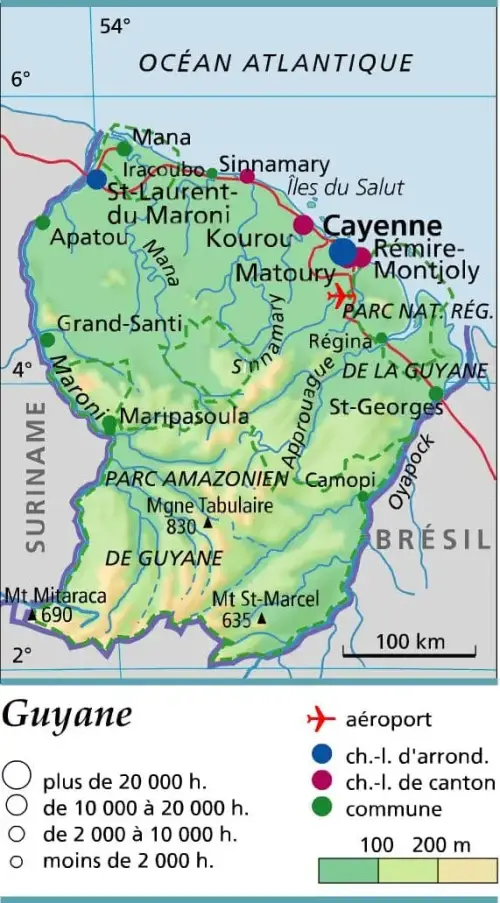 54°
OCÉAN ATLANTIQUE
6°
Mana
Iracoubo
Sinnamary
Îles du Salut
St-Laurent-
du Maroni
Apatou
Mana
Kourou
Cayenne
Rémire-
Montjoly
Matoury
Sinnamary
PARC NAT. RÉG.
Grand-Santi
Régina
DE LA GUYANE
4°
Maroni
Maripasoula
Approuague
St-Georges
SURINAME
PARC AMAZONIEN
Camopi
Oyapock
Mgne Tabulaire
830
BRÉSIL
DE GUYANE
Mt Mitaraca
690
Mt St-Marcel
635
100 km
2°
Guyane
plus de 20 000 h.
de 10 000 à 20 000 h.
de 2 000 à 10 000 h.
moins de 2 000 h.
aéroport
ch.-l. d'arrond.
ch.-l. de canton
commune
100 200 m